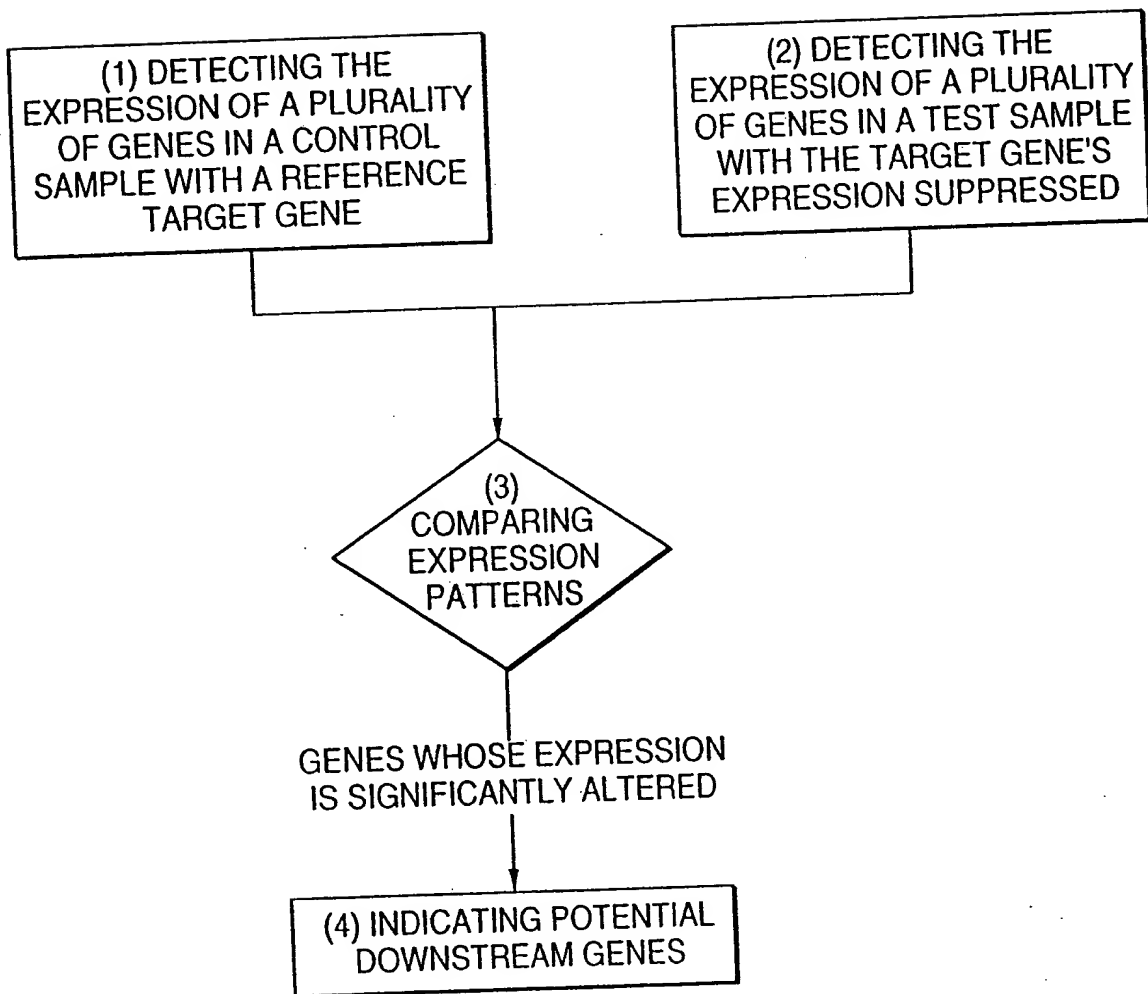 (1) DETECTING THE
EXPRESSION OF A PLURALITY
OF GENES IN A CONTROL
SAMPLE WITH A REFERENCE
TARGET GENE
(2) DETECTING THE
EXPRESSION OF A PLURALITY
OF GENES IN A TEST SAMPLE
WITH THE TARGET GENE'S
EXPRESSION SUPPRESSED
(3)
COMPARING
EXPRESSION
PATTERNS
GENES WHOSE EXPRESSION
IS SIGNIFICANTLY ALTERED
(4) INDICATING POTENTIAL
DOWNSTREAM GENES